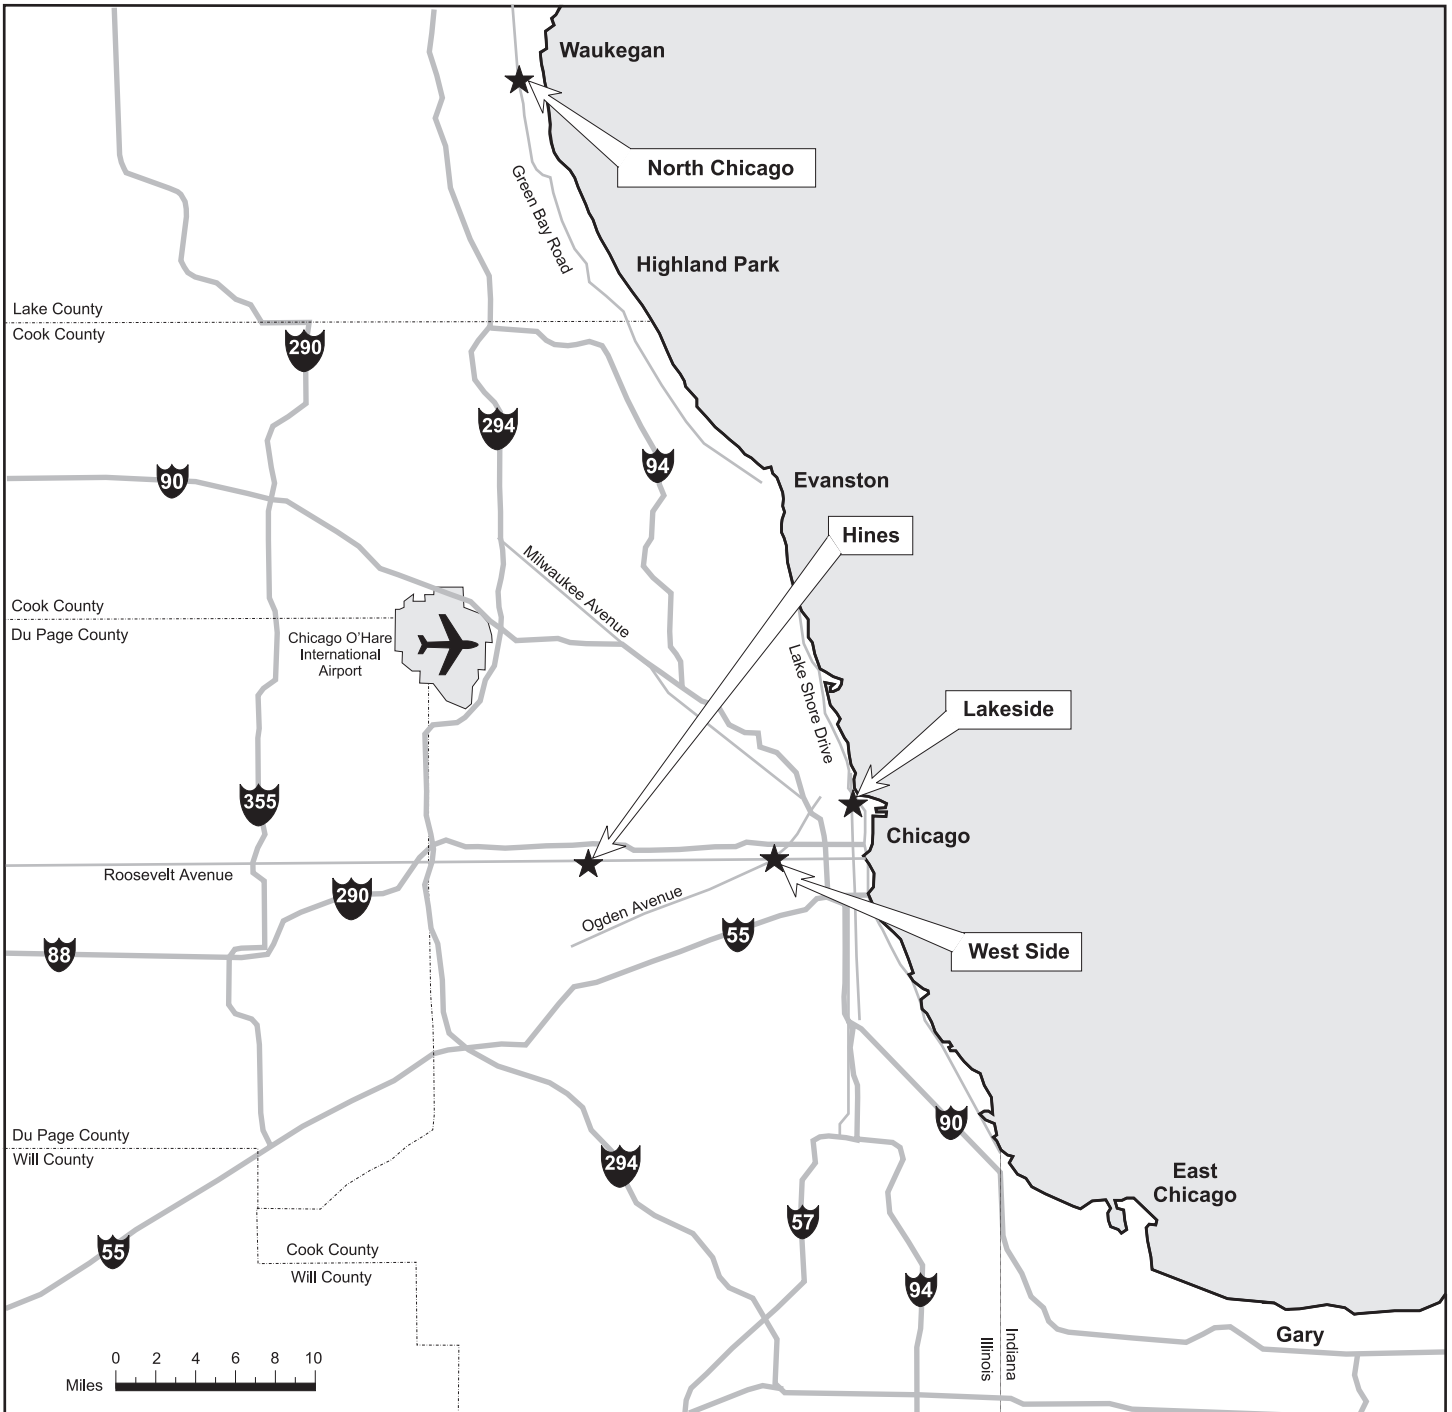 Waukegan
North Chicago
Green Bay Road
Highland Park
Lake County
Cook County
290
294
94
90
Evanston
Hines
Milwaukee Avenue
Cook County
Du Page County
Chicago O'Hare
International
Airport
Lake Shore Drive
Lakeside
355
Chicago
Roosevelt Avenue
290
Ogden Avenue
55
88
West Side
90
Du Page County
Will County
294
East
Chicago
57
55
Cook County
Will County
94
Indiana
Illinois
Gary
0 2 4 6 8 10
Miles